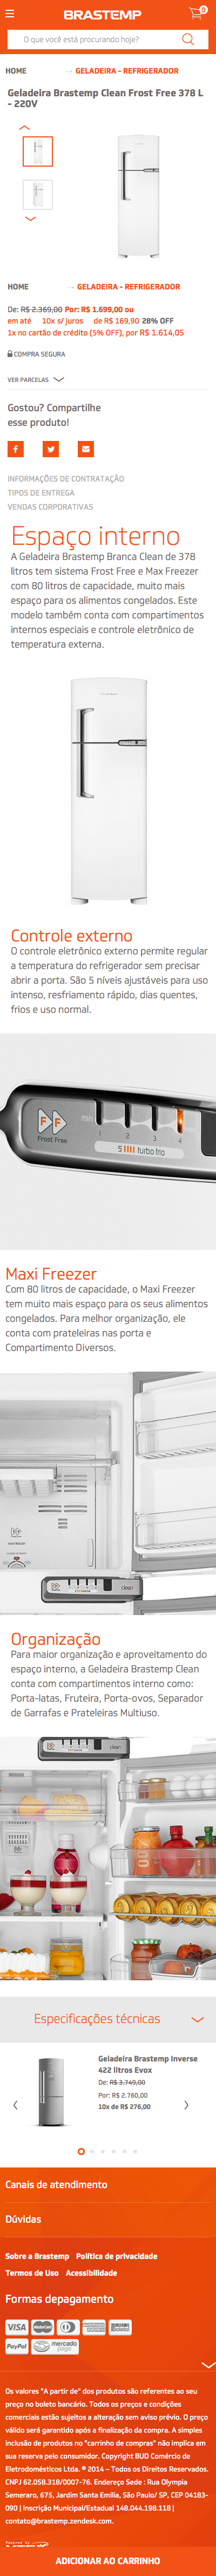 BRASTEMP
0
O que você está procurando hoje?
HOME → GELADEIRA - REFRIGERADOR
Geladeira Brastemp Clean Frost Free 378 L
- 220V
HOME → GELADEIRA - REFRIGERADOR
De: R$ 2.369,00 Por: R$ 1.699,00 ou
em até 10x s/ juros de R$ 169,90 28% OFF
1x no cartão de crédito (5% OFF), por R$ 1.614,05
COMPRA SEGURA
VER PARCELAS
Gostou? Compartilhe
esse produto!
INFORMAÇÕES DE CONTRATAÇÃO
TIPOS DE ENTREGA
VENDAS CORPORATIVAS
Espaço interno
A Geladeira Brastemp Branca Clean de 378
litros tem sistema Frost Free e Max Freezer
com 80 litros de capacidade, muito mais
espaço para os alimentos congelados. Este
modelo também conta com compartimentos
internos especiais e controle eletrônico de
temperatura externa.
Controle externo
O controle eletrônico externo permite regular
a temperatura do refrigerador sem precisar
abrir a porta. São 5 níveis ajustáveis para uso
intenso, resfriamento rápido, dias quentes,
frios e uso normal.
Frost Free
min
1 2 3 4
5 turbo frio
Maxi Freezer
Com 80 litros de capacidade, o Maxi Freezer
tem muito mais espaço para os seus alimentos
congelados. Para melhor organização, ele
conta com prateleiras nas porta e
Compartimento Diversos.
clean
Organização
Para maior organização e aproveitamento do
espaço interno, a Geladeira Brastemp Clean
conta com compartimentos interno como:
Porta-latas, Fruteira, Porta-ovos, Separador
de Garrafas e Prateleiras Multiuso.
clean
Especificações técnicas
Geladeira Brastemp Inverse
422 litros Evox
De: R$ 3.749,00
Por: R$ 2.760,00
10x de R$ 276,00
Canais de atendimento
Dúvidas
Sobre a Brastemp Política de privacidade
Termos de Uso Acessibilidade
Formas depagamento
VISA MasterCard Diners Club AMERICAN EXPRESS Boleto
PayPal mercado pago
Os valores "A partir de" dos produtos são referentes ao seu
preço no boleto bancário. Todos os preços e condições
comerciais estão sujeitos a alteração sem aviso prévio. O preço
válido será garantido após a finalização da compra. A simples
inclusão de produtos no "carrinho de compras" não implica em
sua reserva pelo consumidor. Copyright BUD Comércio de
Eletrodomésticos Ltda. ® 2014 – Todos os Direitos Reservados.
CNPJ 62.058.318/0007-76. Endereço Sede : Rua Olympia
Semeraro, 675, Jardim Santa Emília, São Paulo/ SP, CEP 04183-
090 | Inscrição Municipal/Estadual 148.044.198.118 |
contato@brastemp.zendesk.com.
Powered by
ADICIONAR AO CARRINHO